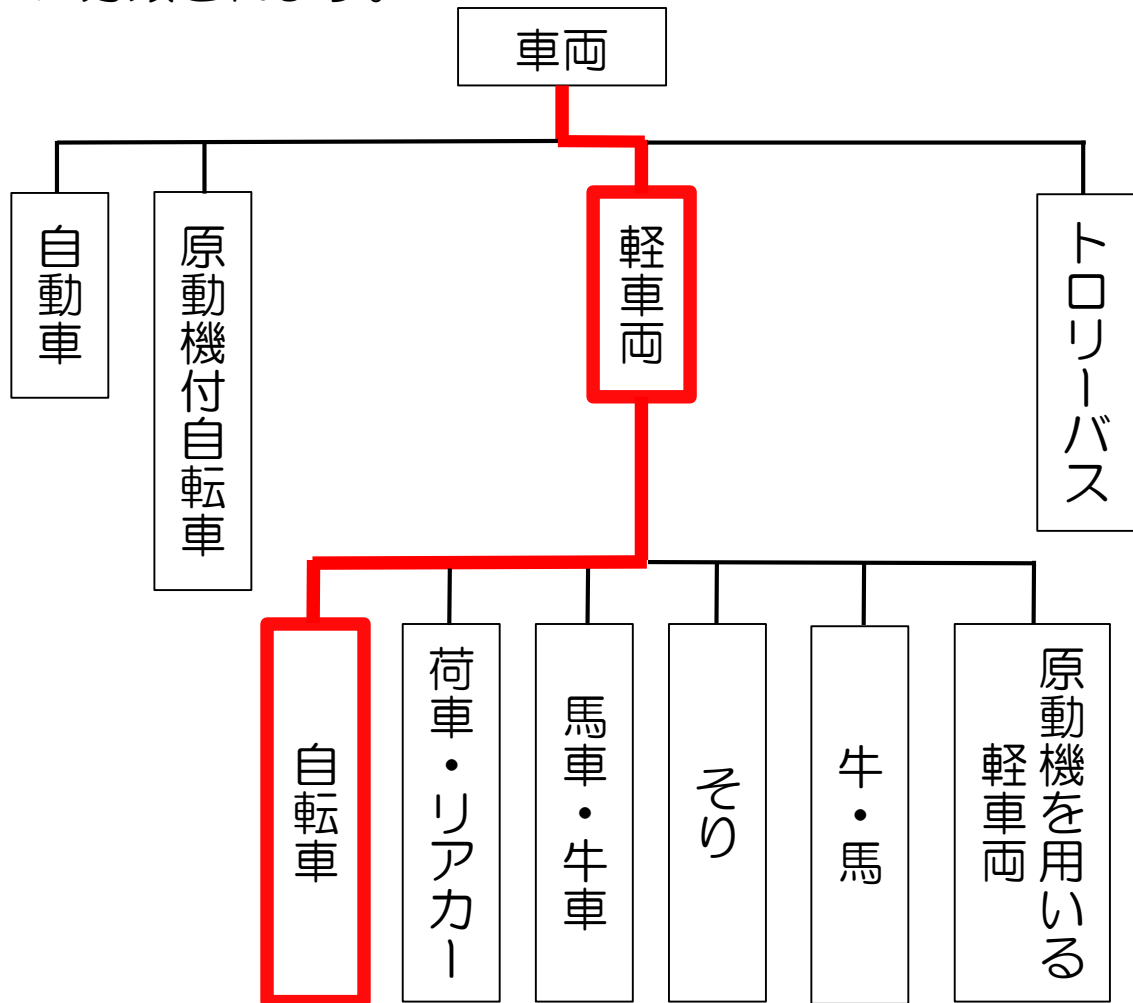 車両
自動車
原動機付自転車
軽車両
トロリーバス
自転車
荷車・リアカー
馬車・牛車
そり
牛・馬
原動機を用いる
軽車両